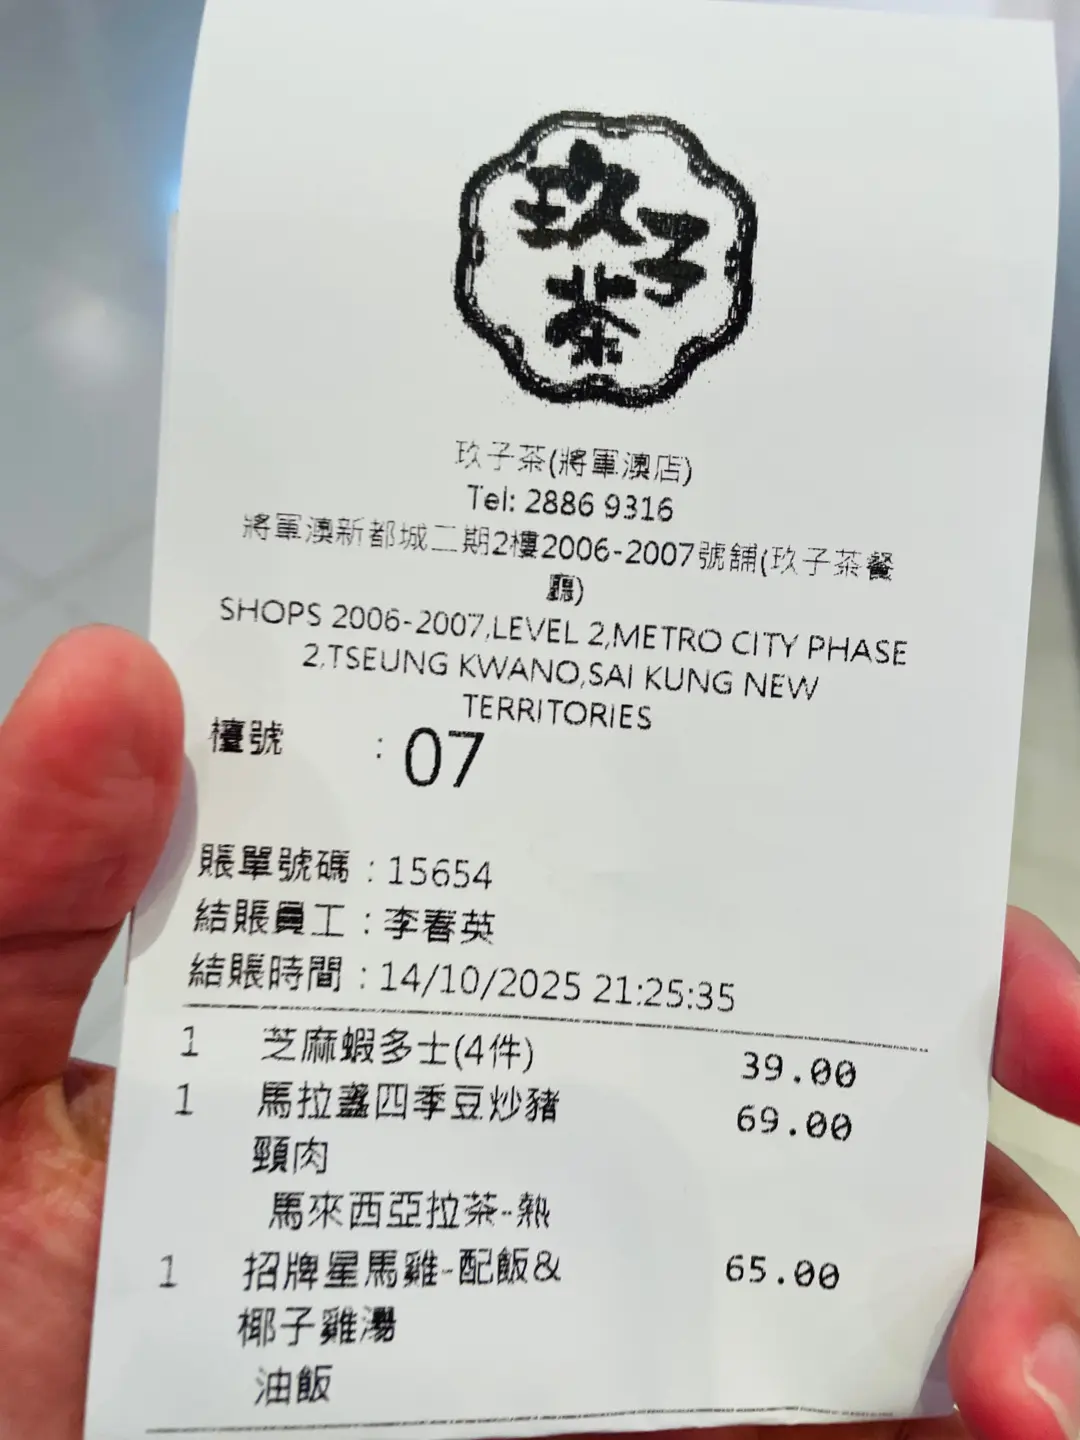 玖子茶
玖子茶(將軍澳店)
Tel: 2886 9316
將軍澳新都城二期2樓2006-2007號舖(玖子茶餐
廳)
SHOPS 2006-2007,LEVEL 2,METRO CITY PHASE
2,TSEUNG KWANO,SAI KUNG NEW
TERRITORIES
檯號 : 07
賬單號碼 : 15654
結賬員工 : 李春英
結賬時間 : 14/10/2025 21:25:35
1 芝麻蝦多士(4件) 39.00
1 馬拉盞四季豆炒豬 69.00
頸肉
馬來西亞拉茶-熱
1 招牌星馬雞-配飯& 65.00
椰子雞湯
油飯